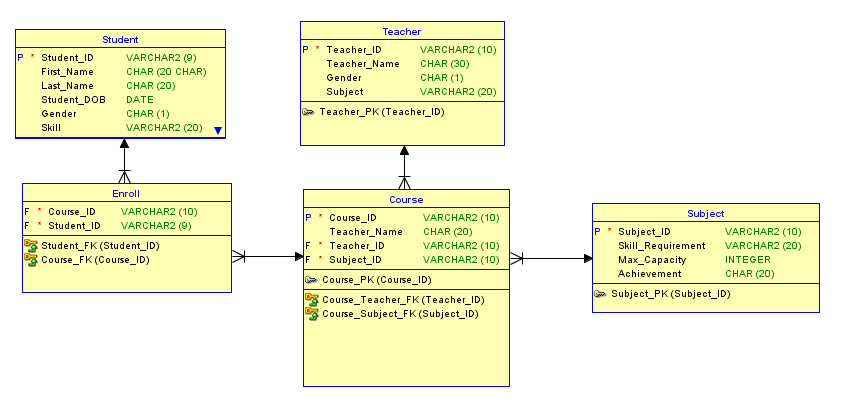 Student
P * Student_ID VARCHAR2 (9)
First_Name CHAR (20 CHAR)
Last_Name CHAR (20)
Student_DOB DATE
Gender CHAR (1)
Skill VARCHAR2 (20)
Teacher
P * Teacher_ID VARCHAR2 (10)
Teacher_Name CHAR (30)
Gender CHAR (1)
Subject VARCHAR2 (20)
Teacher_PK (Teacher_ID)
Enroll
F * Course_ID VARCHAR2 (10)
F * Student_ID VARCHAR2 (9)
Student_FK (Student_ID)
Course_FK (Course_ID)
Course
P * Course_ID VARCHAR2 (10)
Teacher_Name CHAR (20)
F * Teacher_ID VARCHAR2 (10)
F * Subject_ID VARCHAR2 (10)
Course_PK (Course_ID)
Course_Teacher_FK (Teacher_ID)
Course_Subject_FK (Subject_ID)
Subject
P * Subject_ID VARCHAR2 (10)
Skill_Requirement VARCHAR2 (20)
Max_Capacity INTEGER
Achievement CHAR (20)
Subject_PK (Subject_ID)